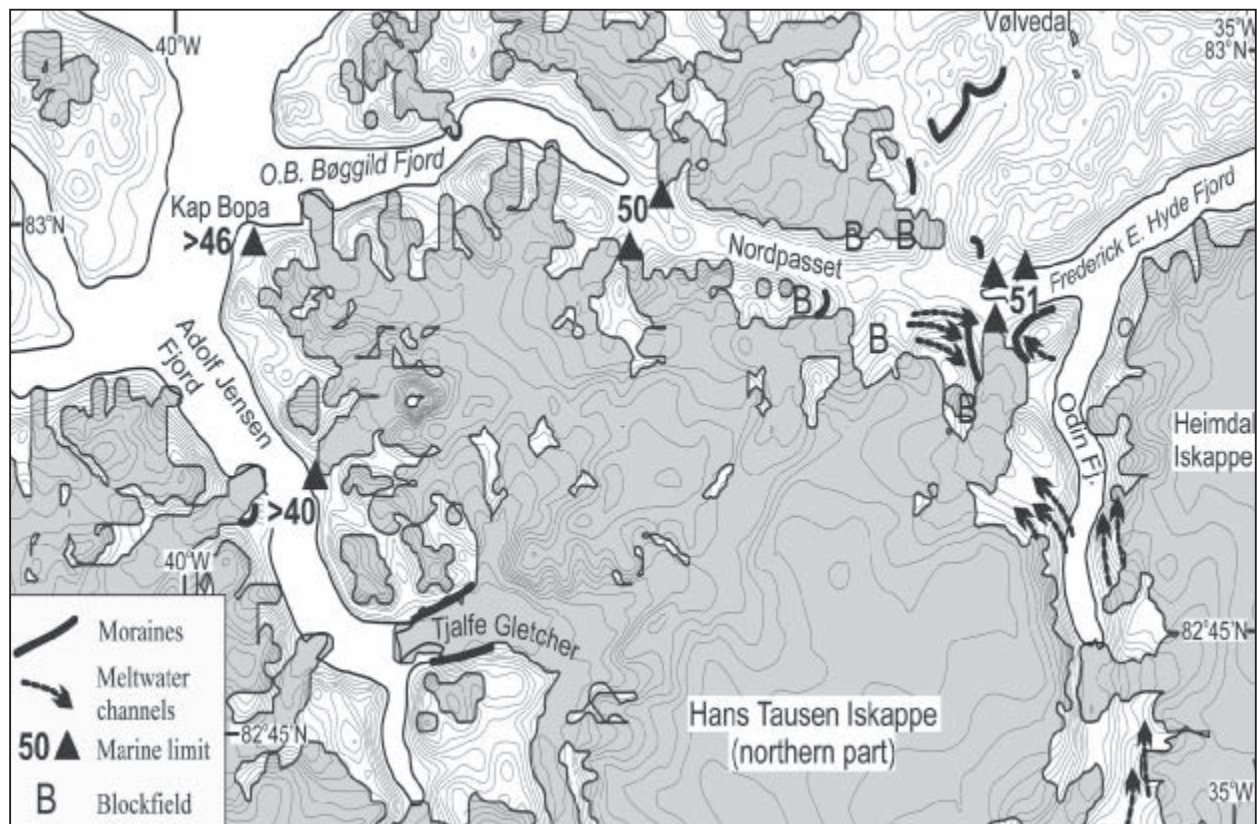 Vølvedal
40°W
35°W
83°N
O.B. Bøggild Fjord
Kap Bopa
83°N
>46
50
Nordpasset
Frederick E. Hyde Fjord
B
B
B
51
B
B
Adolf Jensen
Fjord
Odin Fj.
Heimdal
Iskappe
>40
40°W
Tjalfe Gletcher
82°45'N
Hans Tausen Iskappe
(northern part)
82°45'N
35°W
Moraines
Meltwater
channels
50 Marine limit
B Blockfield